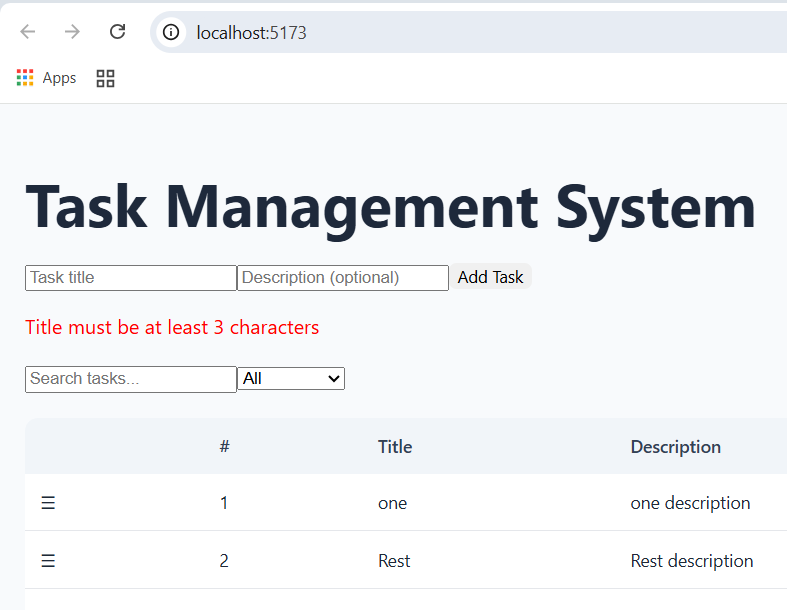 localhost:5173
Apps
Task Management System
Task title Description (optional) Add Task
Title must be at least 3 characters
Search tasks... All
# Title Description
☰ 1 one one description
☰ 2 Rest Rest description